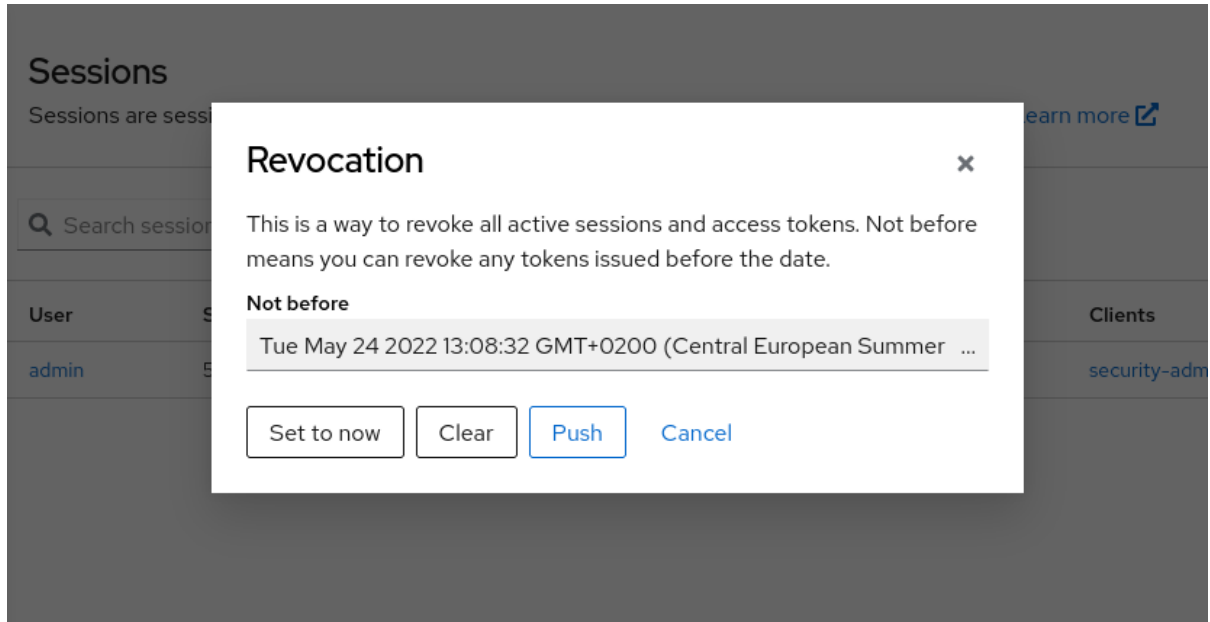 Sessions
Sessions are sessi
earn more
Revocation
This is a way to revoke all active sessions and access tokens. Not before
means you can revoke any tokens issued before the date.
Search session
Not before
User S Clients
Tue May 24 2022 13:08:32 GMT+0200 (Central European Summer ...
admin 5 security-adm
Set to now Clear Push Cancel